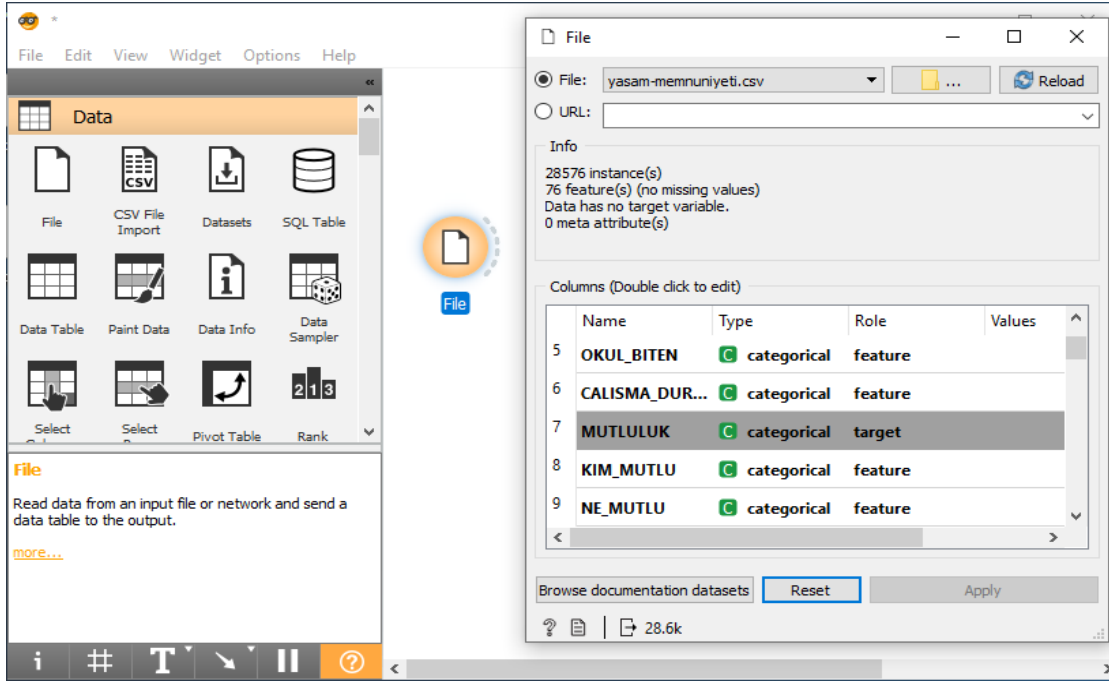 *
File Edit View Widget Options Help
«
Data
File
CSV
CSV File
Import
Datasets
SQL Table
Data Table
Paint Data
Data Info
Data
Sampler
Select
Select
Pivot Table
2 1 3
Rank
File
Read data from an input file or network and send a
data table to the output.
more...
i # T ?
File
File
File: yasam-memnuniyeti.csv ... Reload
URL:
Info
28576 instance(s)
76 feature(s) (no missing values)
Data has no target variable.
0 meta attribute(s)
Columns (Double click to edit)
Name Type Role Values
5 OKUL_BITEN C categorical feature
6 CALISMA_DUR... C categorical feature
7 MUTLULUK C categorical target
8 KIM_MUTLU C categorical feature
9 NE_MUTLU C categorical feature
Browse documentation datasets Reset Apply
? 28.6k